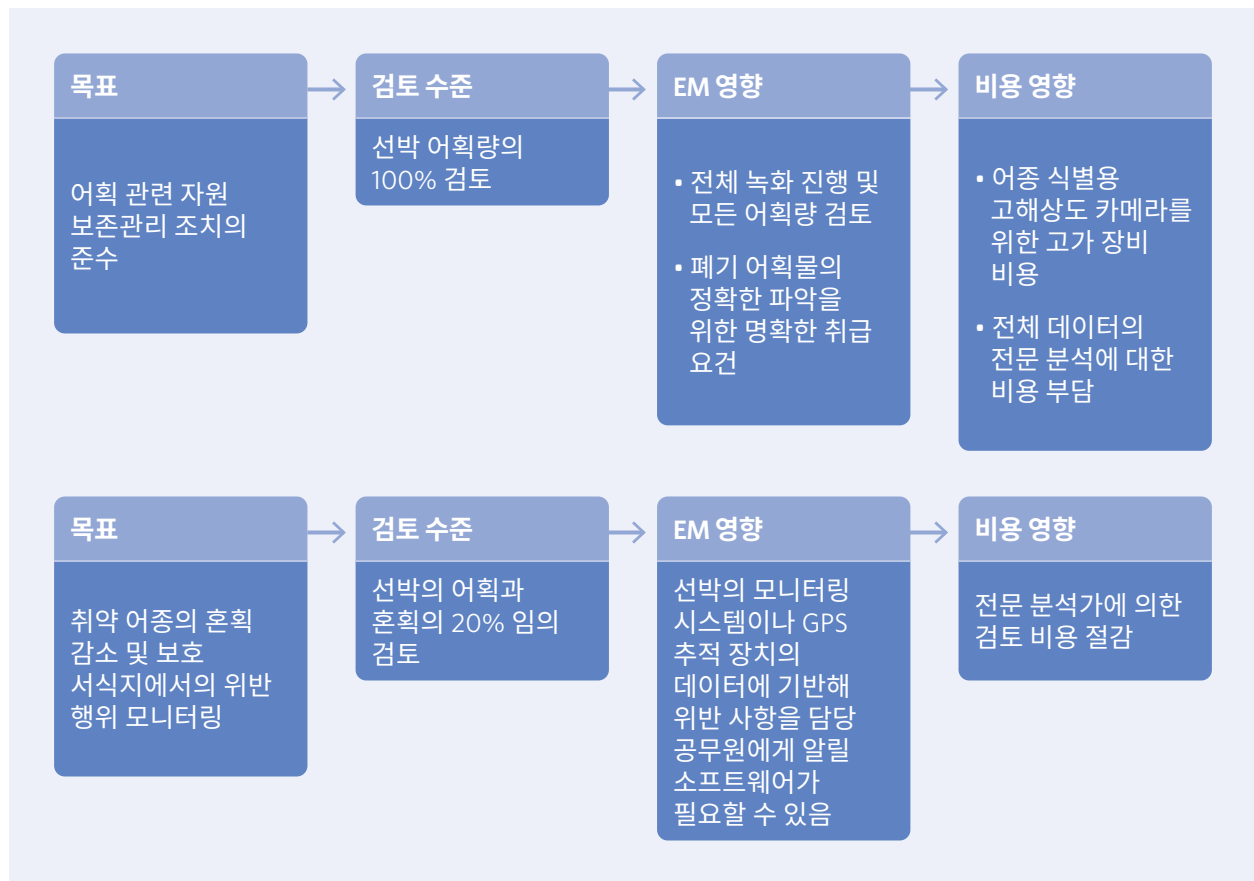 목표
어획 관련 자원
보존관리 조치의
준수
검토 수준
선박 어획량의
100% 검토
EM 영향
• 전체 녹화 진행 및
모든 어획량 검토
• 폐기 어획물의
정확한 파악을
위한 명확한 취급
요건
비용 영향
• 어종 식별용
고해상도 카메라를
위한 고가 장비
비용
• 전체 데이터의
전문 분석에 대한
비용 부담
목표
취약 어종의 혼획
감소 및 보호
서식지에서의 위반
행위 모니터링
검토 수준
선박의 어획과
혼획의 20% 임의
검토
EM 영향
선박의 모니터링
시스템이나 GPS
추적 장치의
데이터에 기반해
위반 사항을 담당
공무원에게 알릴
소프트웨어가
필요할 수 있음
비용 영향
전문 분석가에 의한
검토 비용 절감